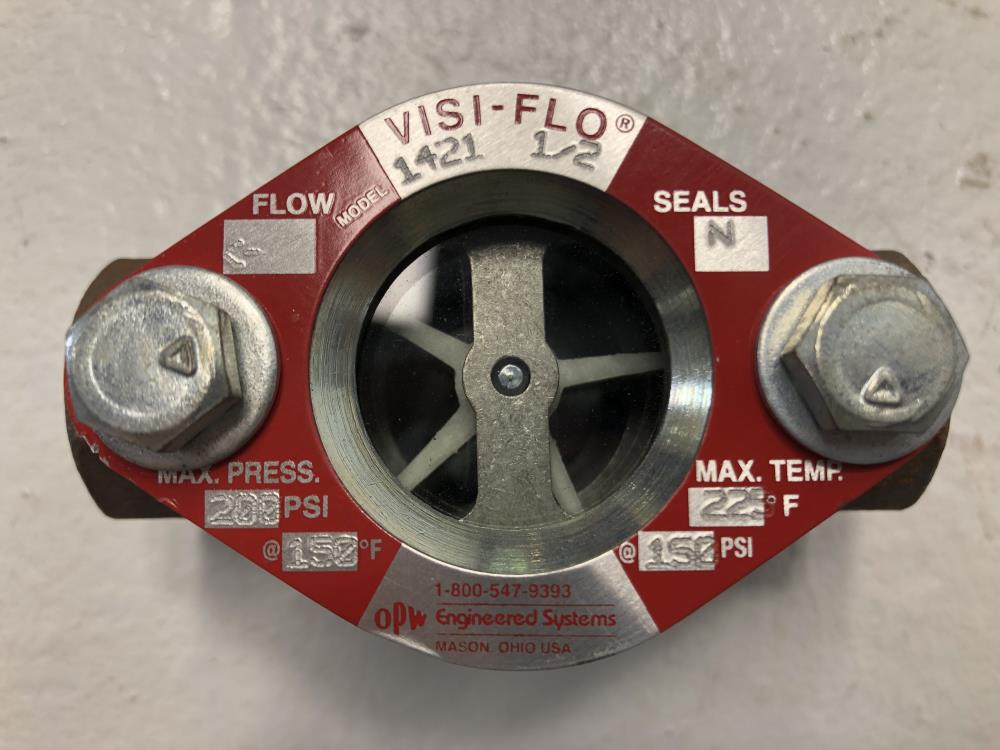 VISI-FLO®
MODEL 1421 1/2
FLOW
SEALS
N
MAX. PRESS.
200 PSI
@ 150°F
MAX. TEMP.
225°F
@ 150 PSI
1-800-547-9393
OPW Engineered Systems
MASON, OHIO USA